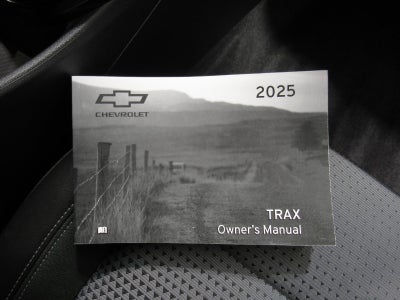 2025
CHEVROLET
TRAX
Owner's Manual